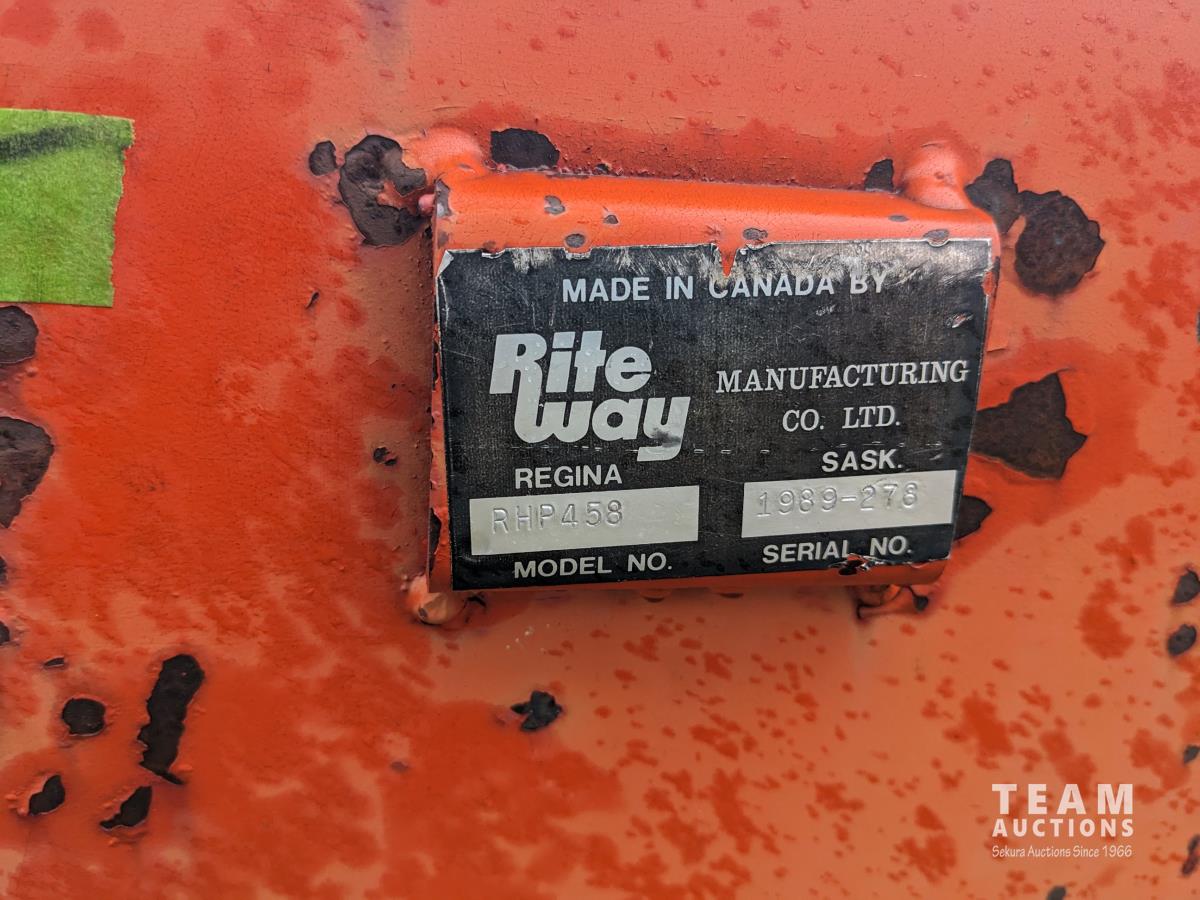 MADE IN CANADA BY
Rite Way
MANUFACTURING
CO. LTD.
REGINA SASK.
RHP458 1989-278
MODEL NO. SERIAL NO.
TEAM
AUCTIONS
Sekura Auctions Since 1966